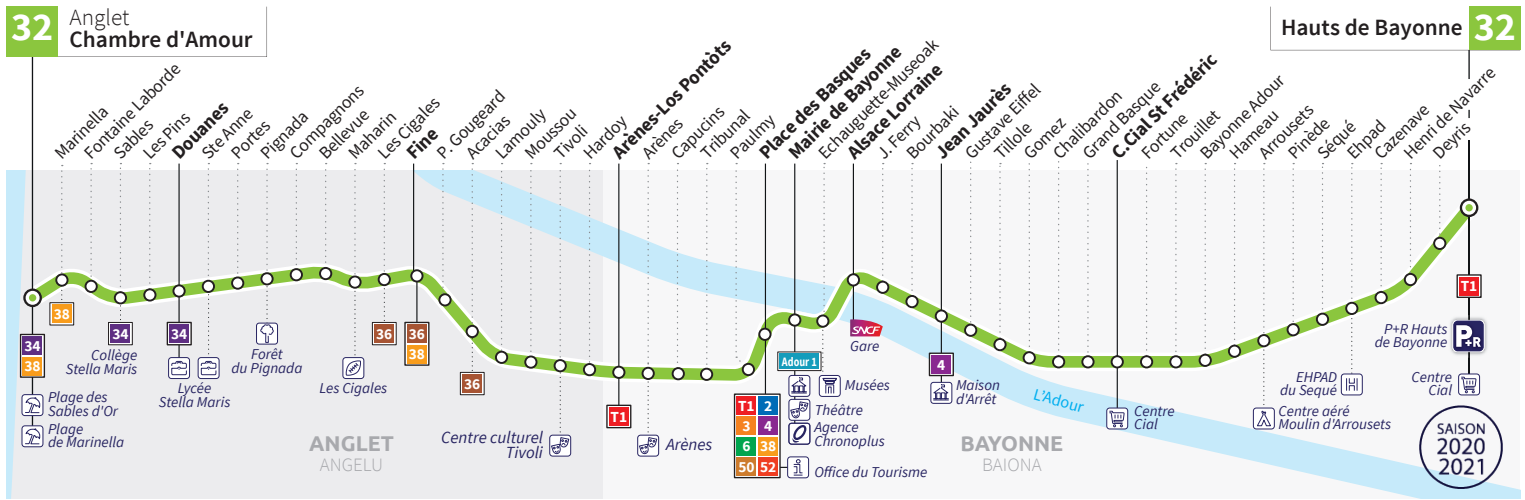 32
Anglet
Chambre d'Amour
Hauts de Bayonne
32
Marinella
Fontaine Laborde
Sables
Les Pins
Douanes
Ste Anne
Portes
Pignada
Compagnons
Bellevue
Maharin
Les Cigales
Fine
P. Gougeard
Acacias
Lamouly
Moussou
Tivoli
Hardoy
Arènes-Los Pontòts
Arènes
Capucins
Tribunal
Paulmy
Place des Basques
Mairie de Bayonne
Echauguette-Museoak
Alsace Lorraine
J. Ferry
Bourbaki
Jean Jaurès
Gustave Eiffel
Tillole
Gomez
Chalibardon
Grand Basque
C.Cial St Frédéric
Fortune
Trouillet
Bayonne Adour
Hameau
Arrousets
Pinède
Séqué
Ehpad
Cazenave
Henri de Navarre
Deyris
34
38
Plage des
Sables d'Or
Plage
de Marinella
38
34
Collège
Stella Maris
34
Lycée
Stella Maris
Forêt
du Pignada
Les Cigales
36
36
38
36
ANGLET
ANGELU
Centre culturel
Tivoli
T1
Arènes
T1 2
3 4
6 38
50 52
Adour 1
Musées
Théâtre
Agence
Chronoplus
i
Office du Tourisme
SNCF
Gare
4
Maison
d'Arrêt
L'Adour
BAYONNE
BAIONA
Centre
Cial
Centre aéré
Moulin d'Arrousets
EHPAD
du Seque
H
T1
P+R Hauts
de Bayonne
P+R
Centre
Cial
SAISON
2020
2021